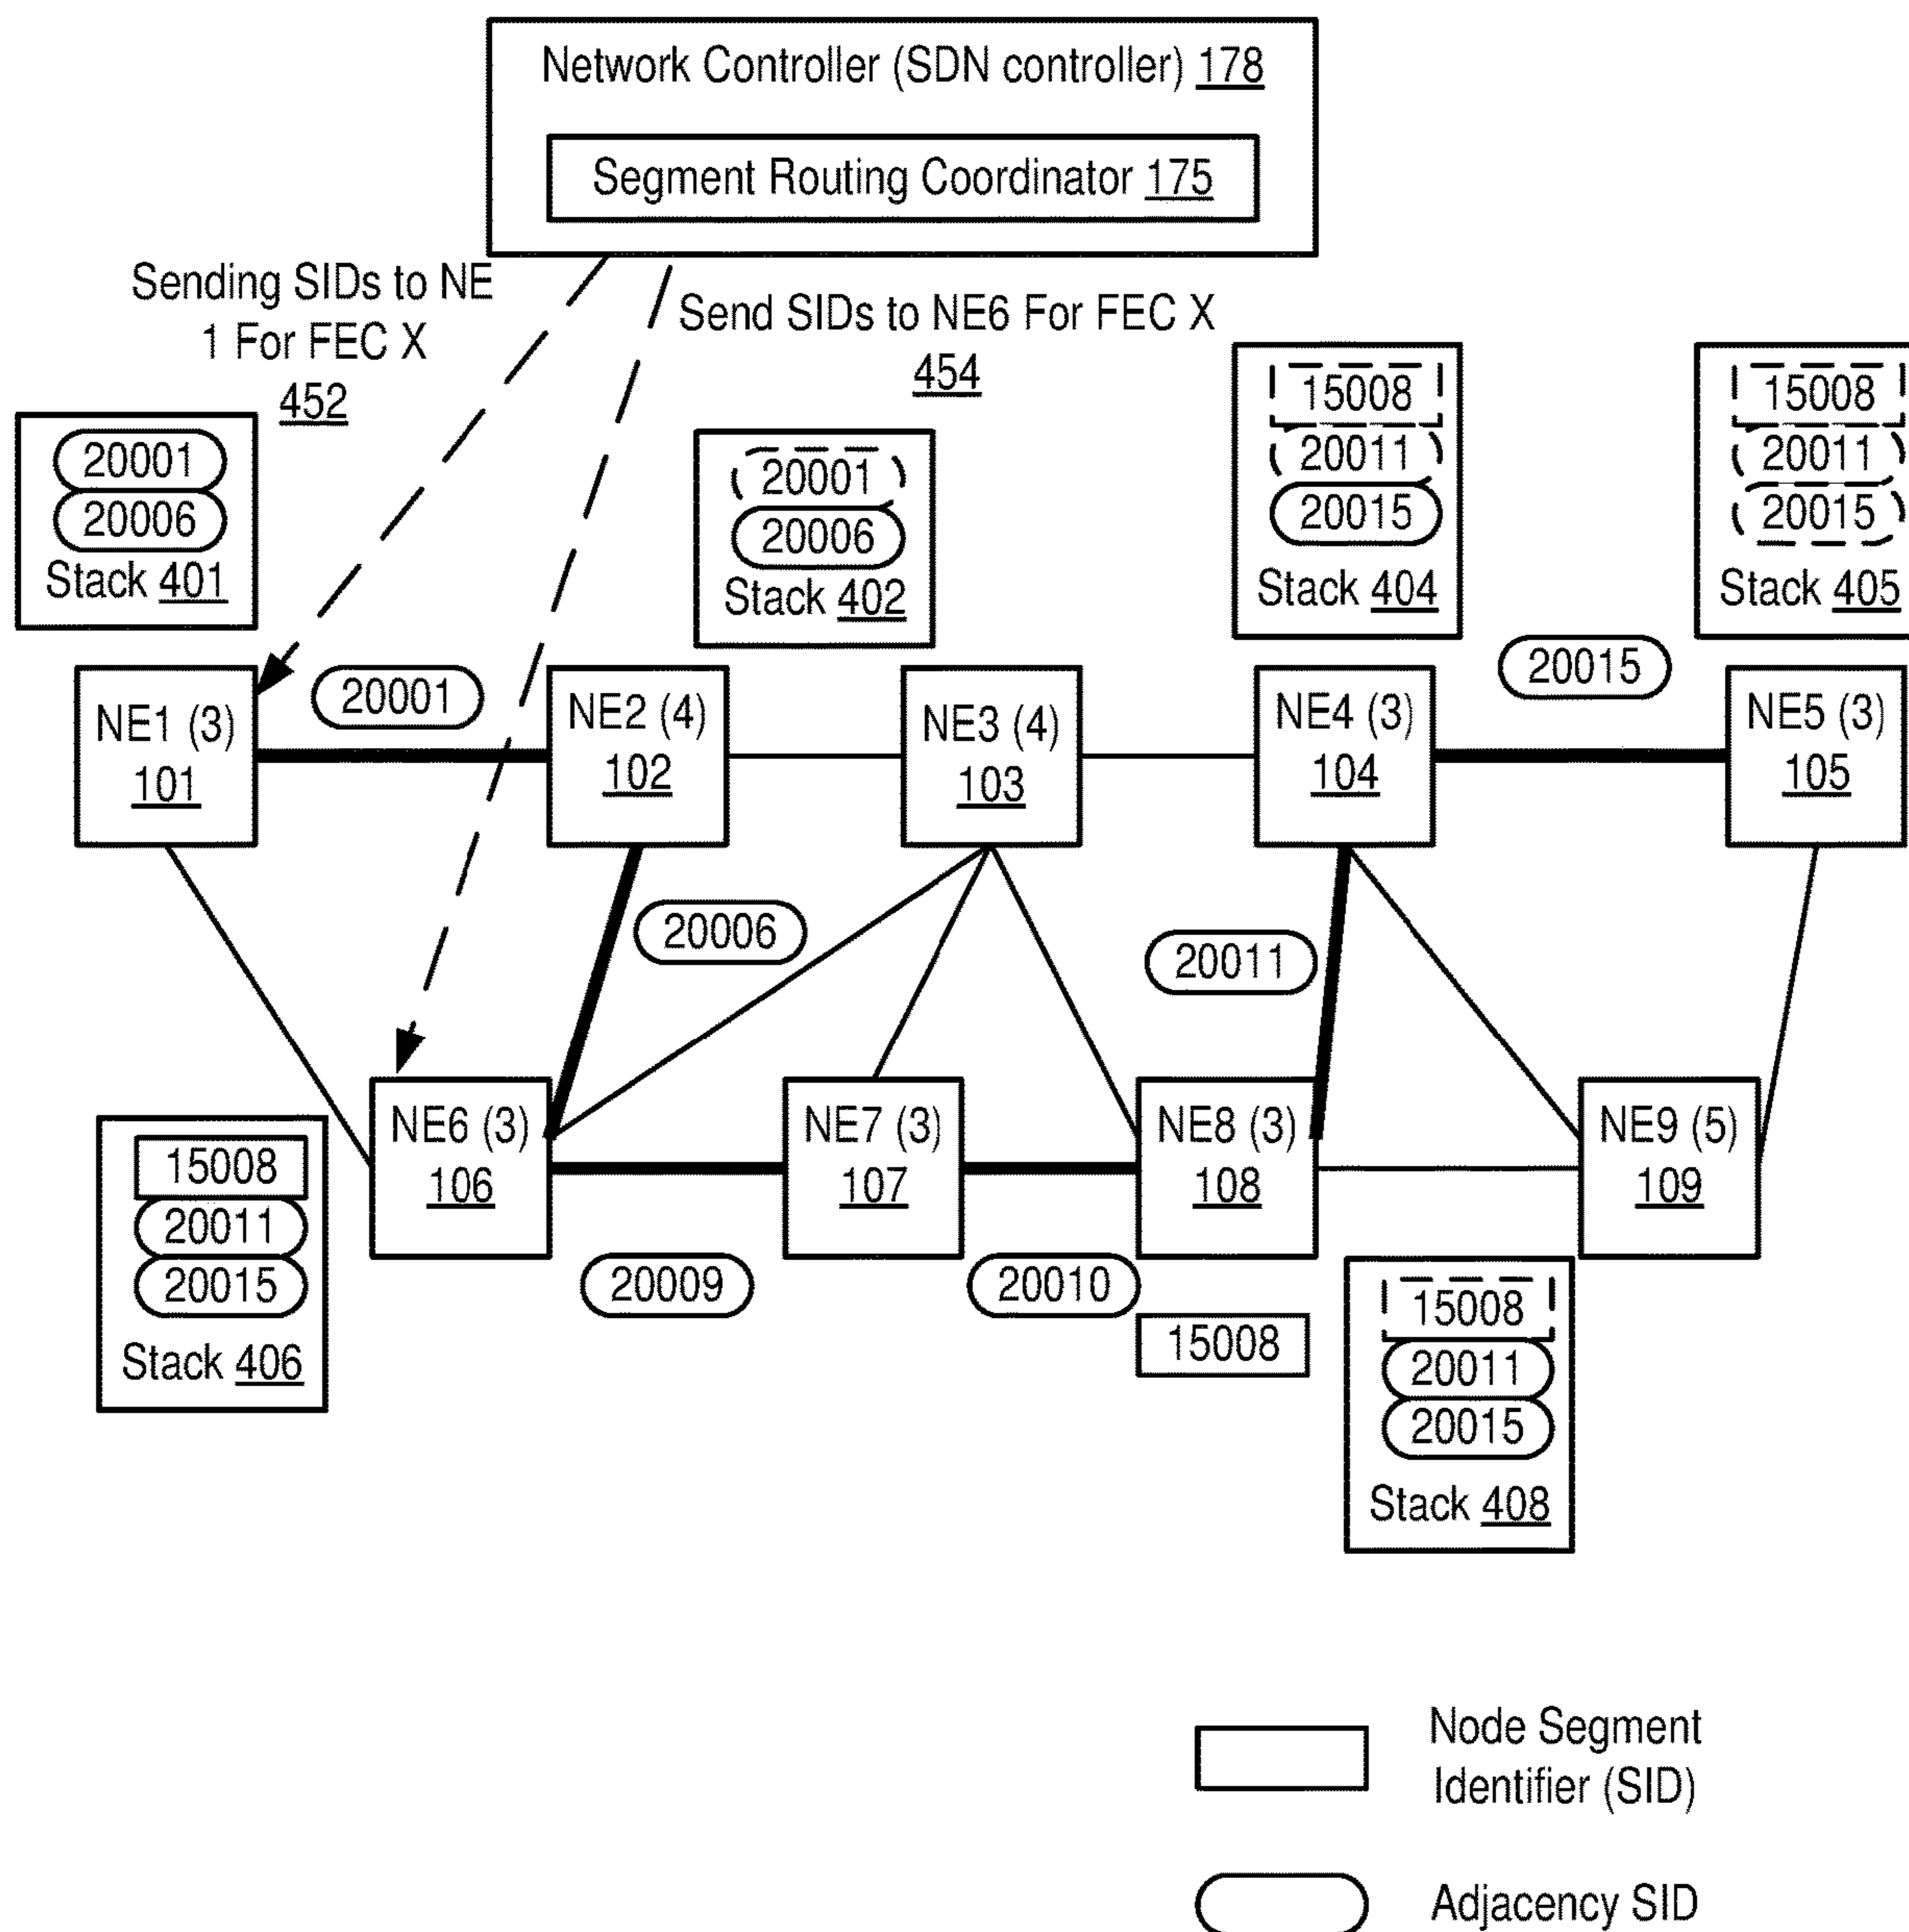 Network Controller (SDN controller) 178
Segment Routing Coordinator 175
Sending SIDs to NE
1 For FEC X
452
Send SIDs to NE6 For FEC X
454
20001
20006
Stack 401
20001
20006
Stack 402
15008
20011
20015
Stack 404
15008
20011
20015
Stack 405
NE1 (3)
101
20001
NE2 (4)
102
NE3 (4)
103
NE4 (3)
104
20015
NE5 (3)
105
20006
20011
15008
20011
20015
Stack 406
NE6 (3)
106
20009
NE7 (3)
107
20010
NE8 (3)
108
15008
NE9 (5)
109
15008
20011
20015
Stack 408
Node Segment
Identifier (SID)
Adjacency SID